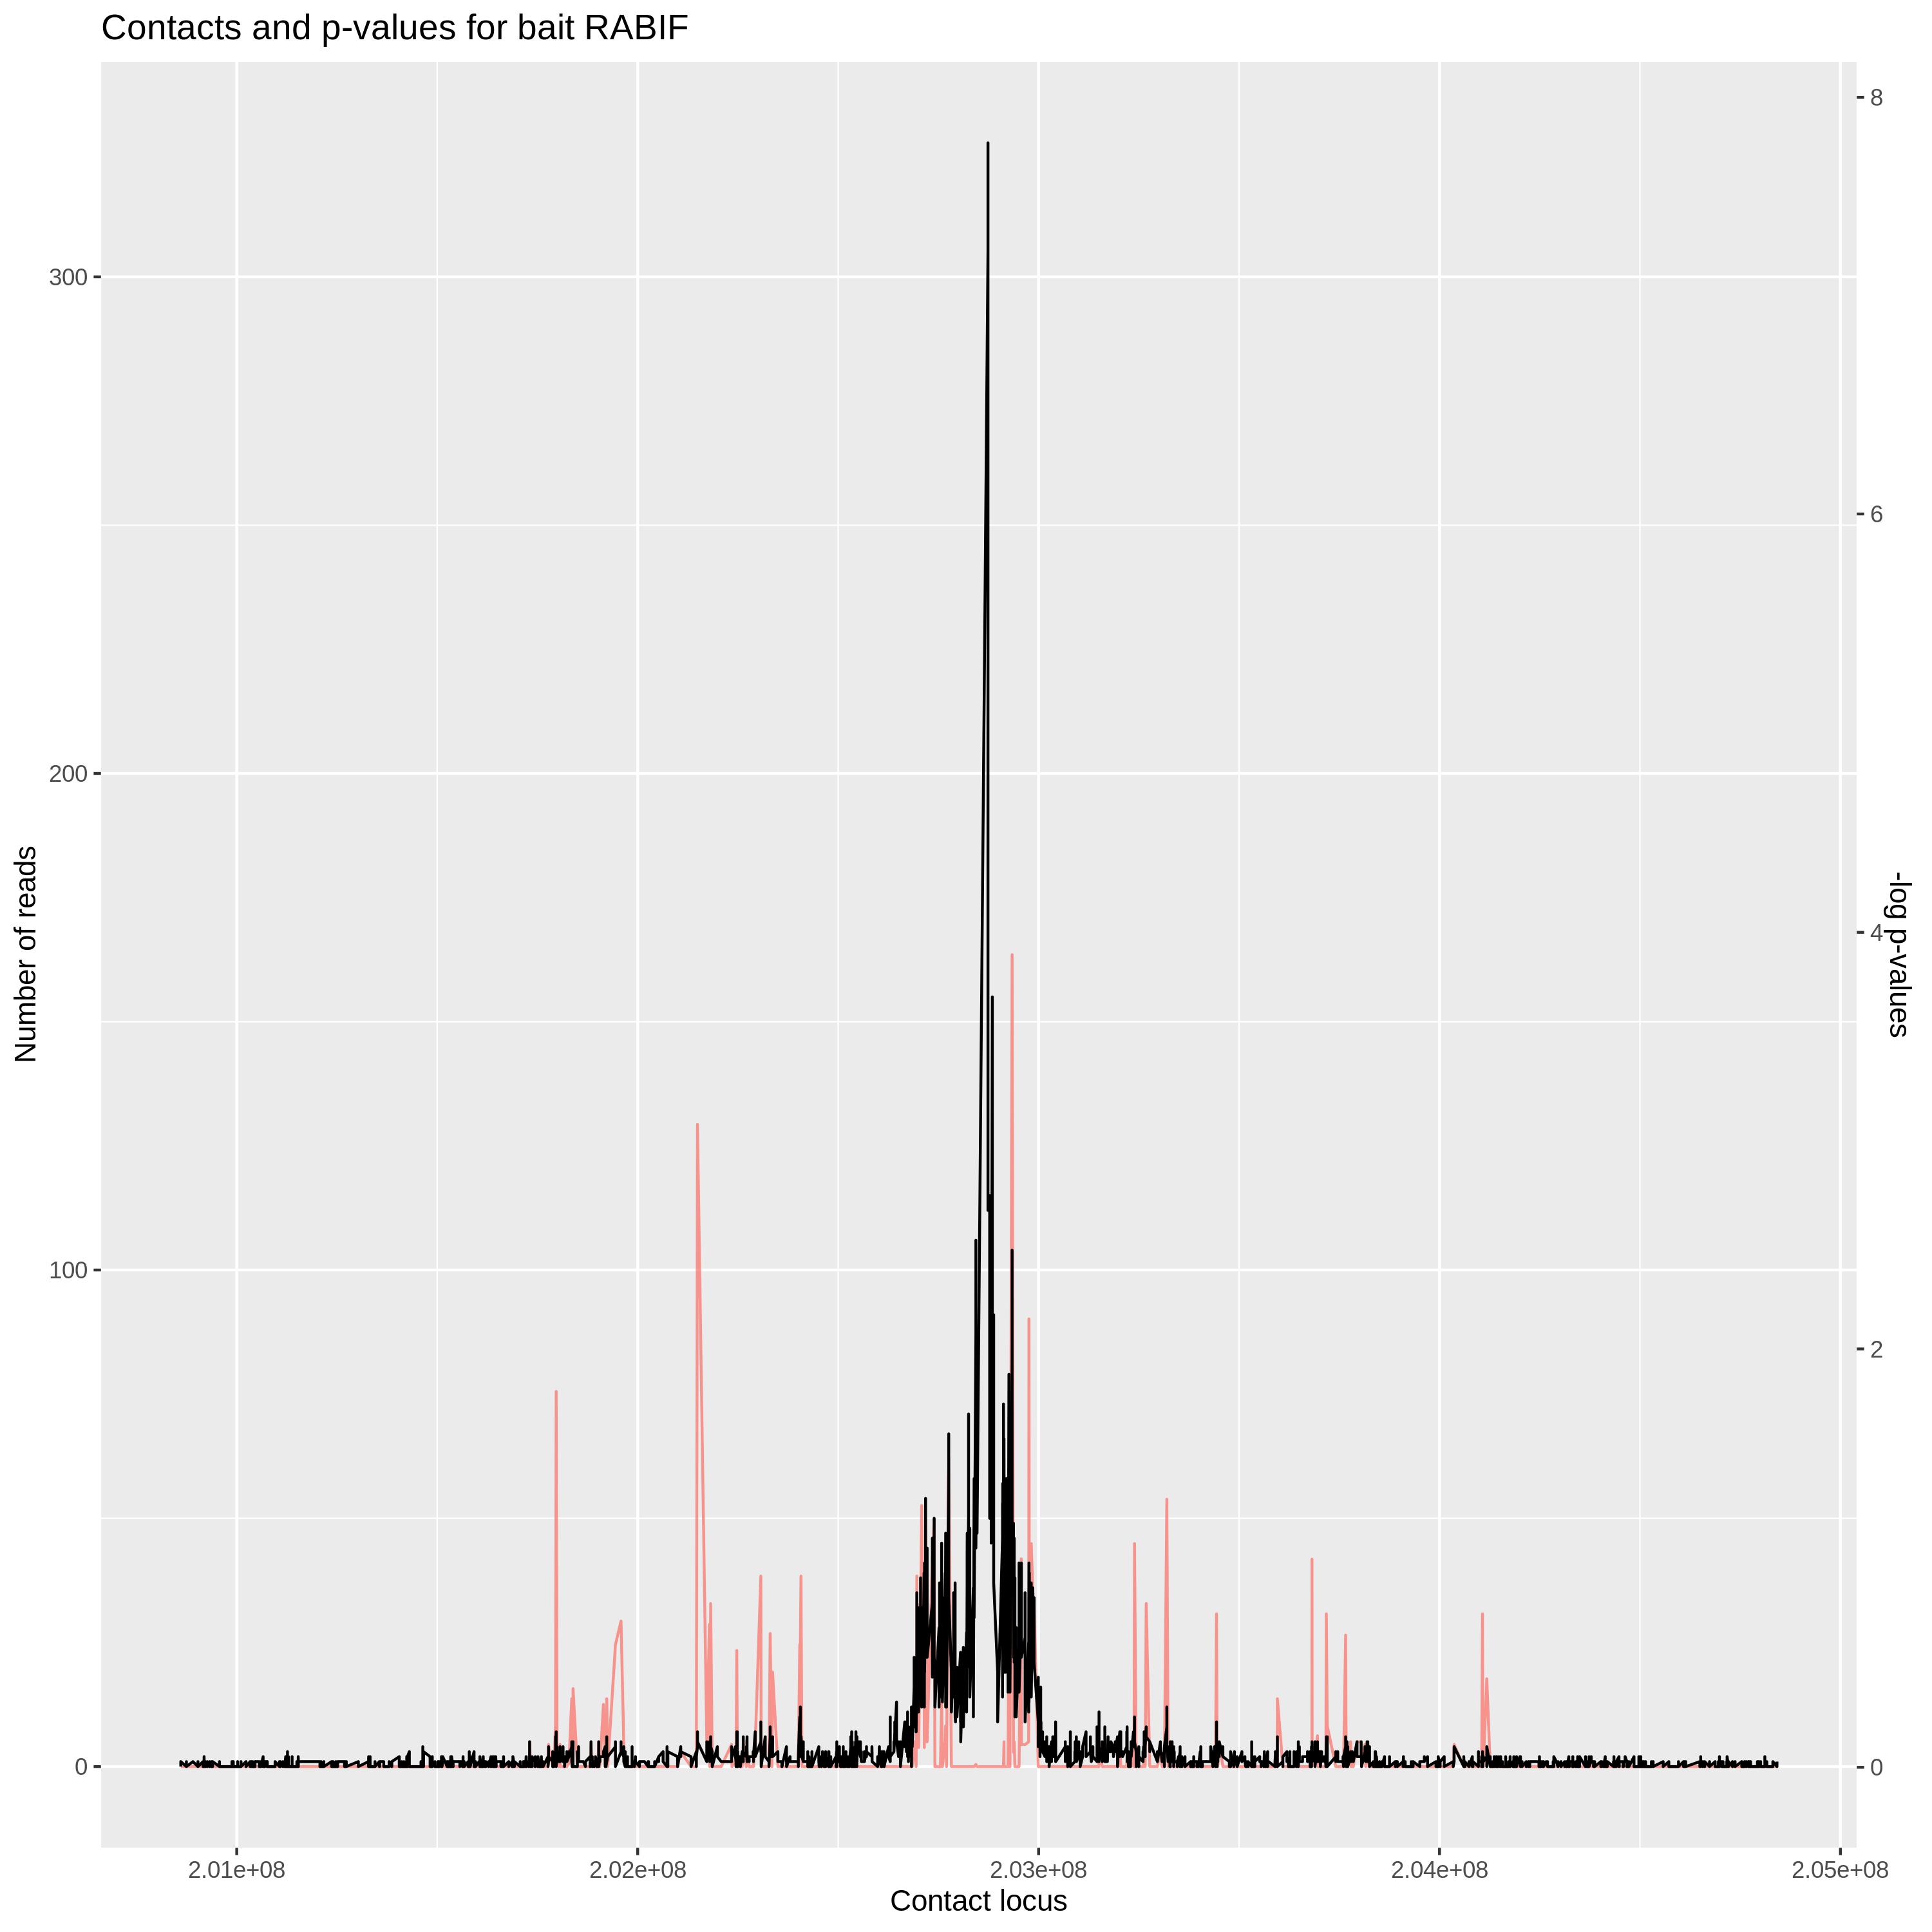 Contacts and p-values for bait RABIF
Number of reads
300
200
100
0
8
6
4
2
0
-log p-values
2.01e+08
2.02e+08
2.03e+08
2.04e+08
2.05e+08
Contact locus